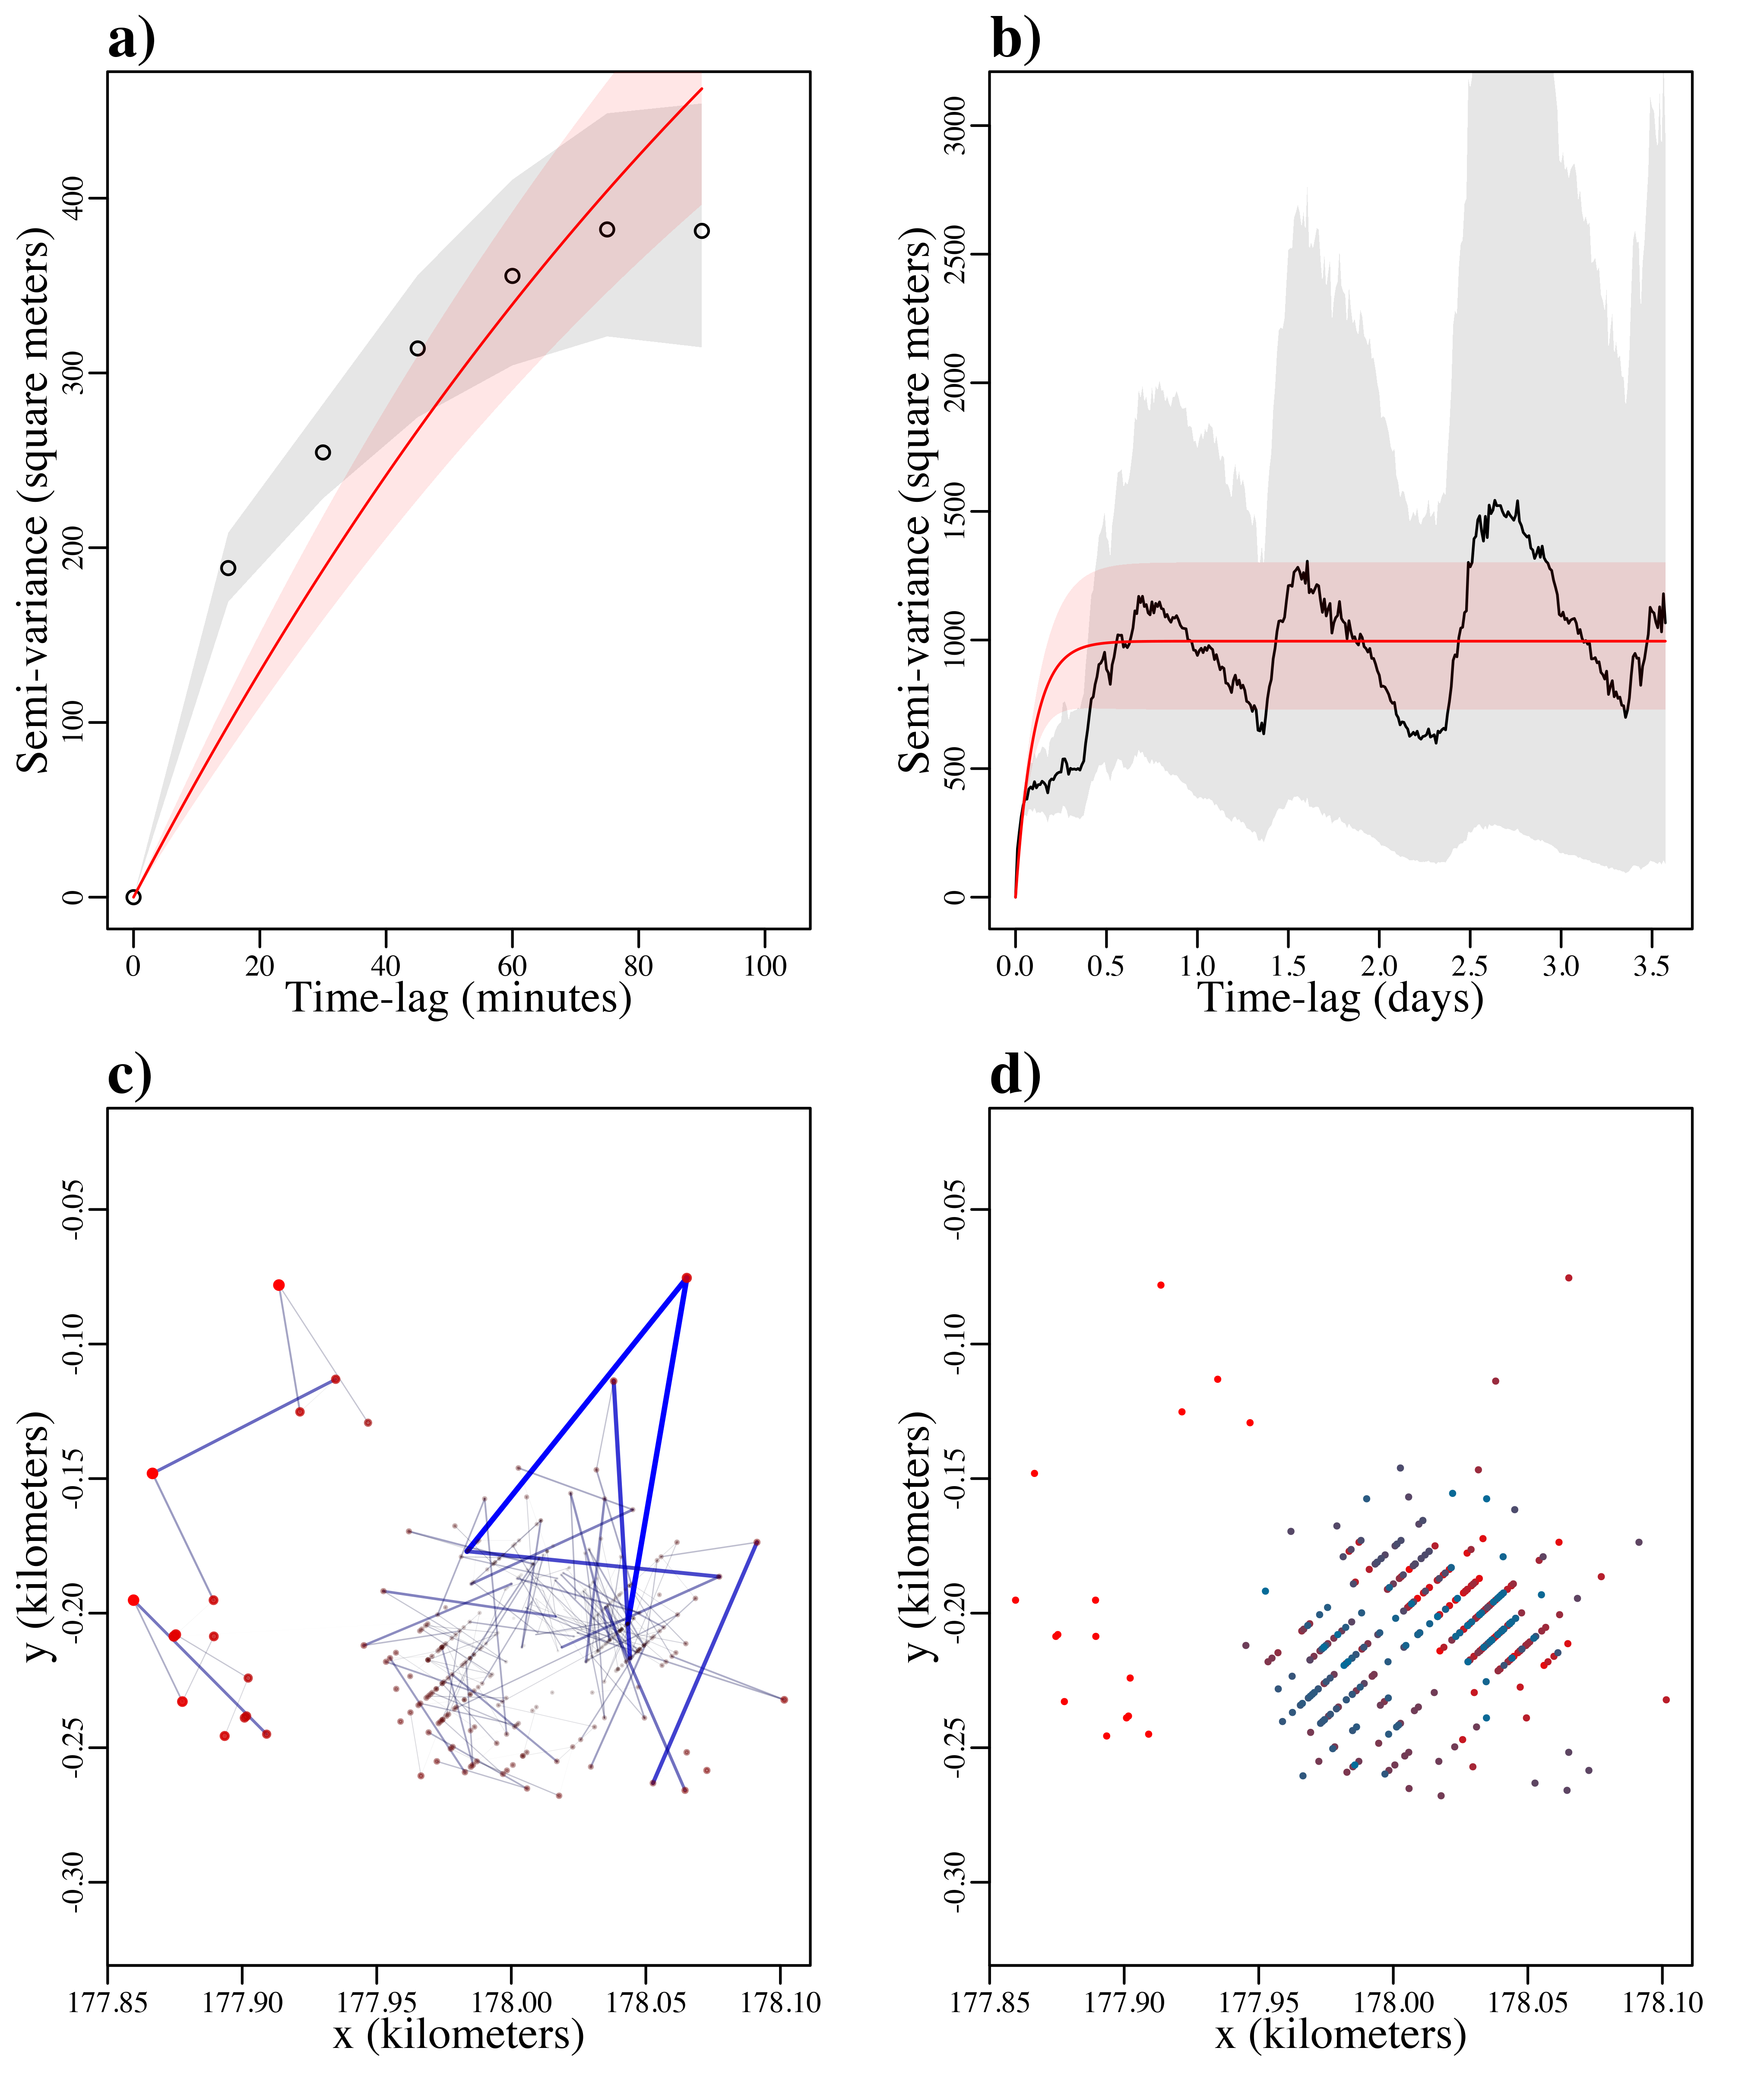 a)
Semi-variance (square meters)
0 100 200 300 400
0 20 40 60 80 100
Time-lag (minutes)
b)
Semi-variance (square meters)
0 500 1000 1500 2000 2500 3000
0.0 0.5 1.0 1.5 2.0 2.5 3.0 3.5
Time-lag (days)
c)
y (kilometers)
-0.30 -0.25 -0.20 -0.15 -0.10 -0.05
177.85 177.90 177.95 178.00 178.05 178.10
x (kilometers)
d)
y (kilometers)
-0.30 -0.25 -0.20 -0.15 -0.10 -0.05
177.85 177.90 177.95 178.00 178.05 178.10
x (kilometers)